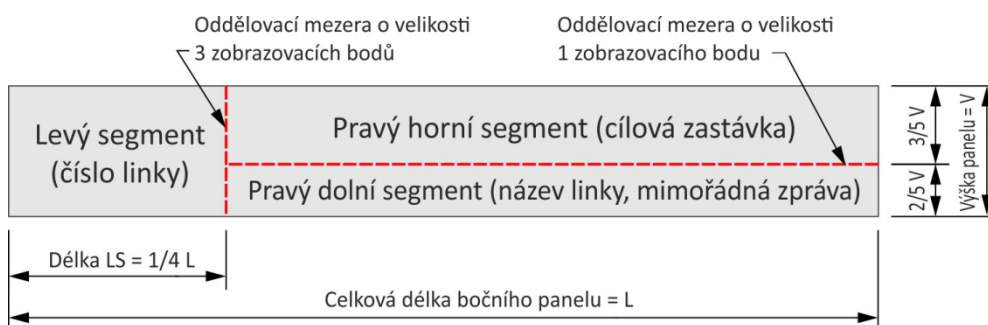 Oddělovací mezera o velikosti
3 zobrazovacích bodů
Oddělovací mezera o velikosti
1 zobrazovacího bodu
Levý segment
(číslo linky)
Pravý horní segment (cílová zastávka)
Pravý dolní segment (název linky, mimořádná zpráva)
3/5 V
2/5 V
Výška panelu = V
Délka LS = 1/4 L
Celková délka bočního panelu = L